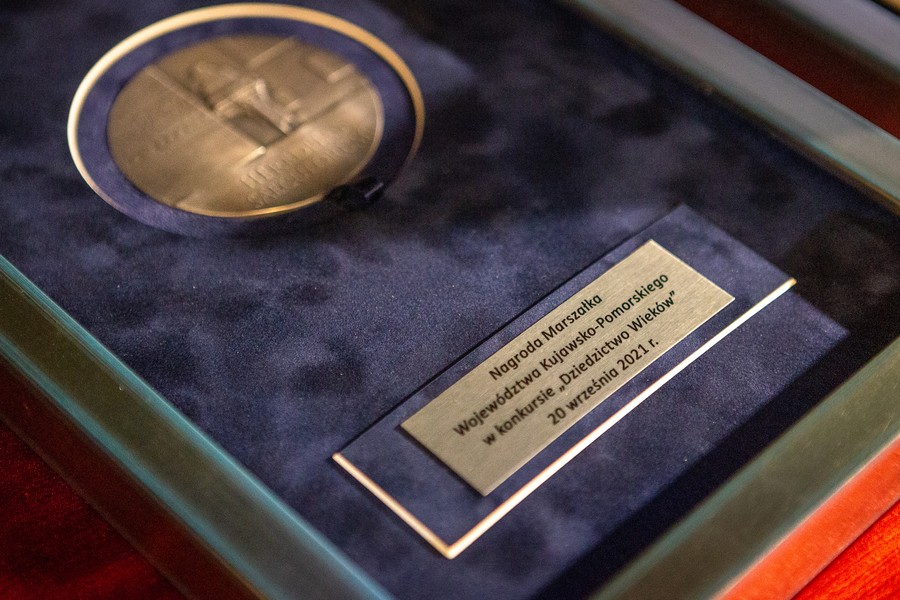 Nagroda Marszałka
Województwa Kujawsko-Pomorskiego
w konkursie „Dziedzictwo Wieków”
20 września 2021 r.